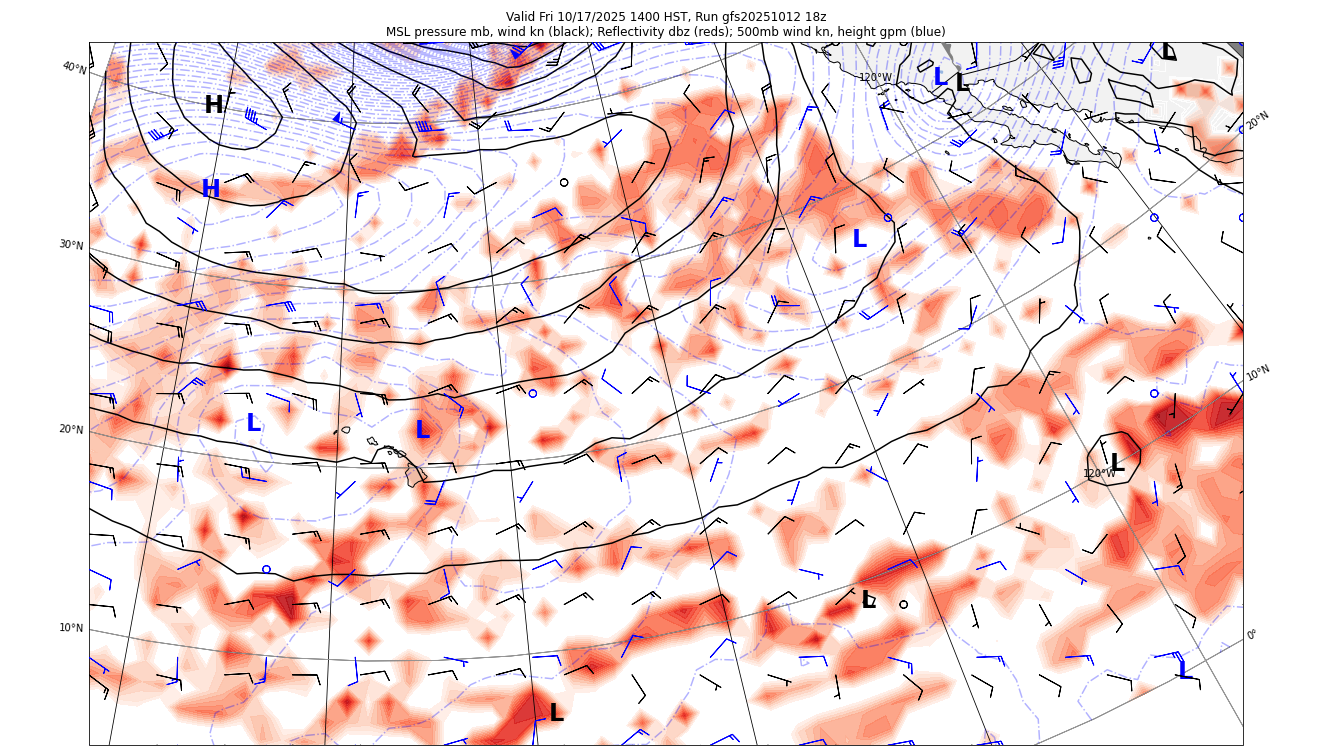 Valid Fri 10/17/2025 1400 HST, Run gfs20251012 18z
MSL pressure mb, wind kn (black); Reflectivity dbz (reds); 500mb wind kn, height gpm (blue)
L
40°N
120°W
L
L
H
20°N
H
L
30°N
10°N
L
L
20°N
L
120°W
10°N
L
0°
L
L